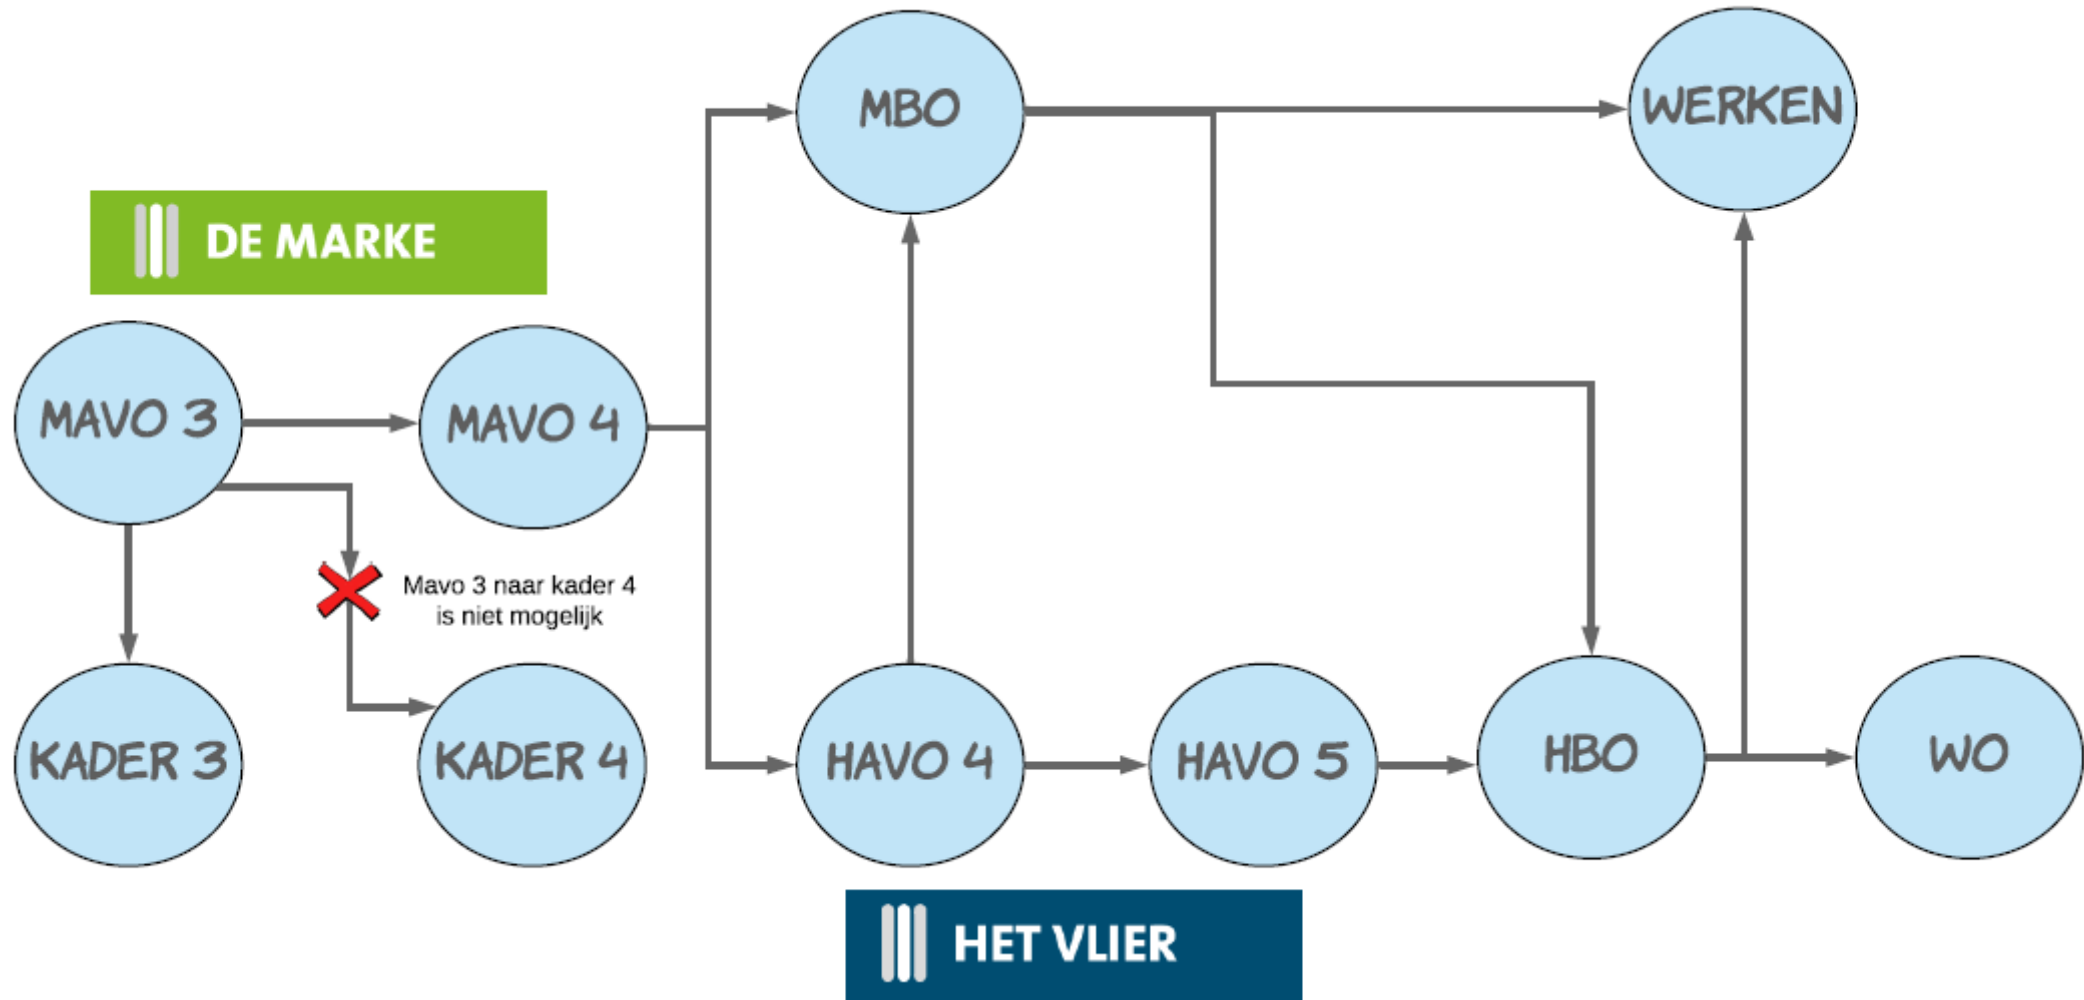 MBO
WERKEN
DE MARKE
MAVO 3
MAVO 4
Mavo 3 naar kader 4
is niet mogelijk
KADER 3
KADER 4
HAVO 4
HAVO 5
HBO
WO
HET VLIER